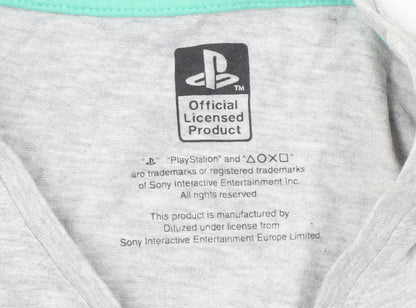 TM
Official
Licensed
Product
" " "PlayStation" and "△○✕□"
are trademarks or registered trademarks
of Sony Interactive Entertainment Inc.
All rights reserved.
This product is manufactured by
Difuzed under license from
Sony Interactive Entertainment Europe Limited.